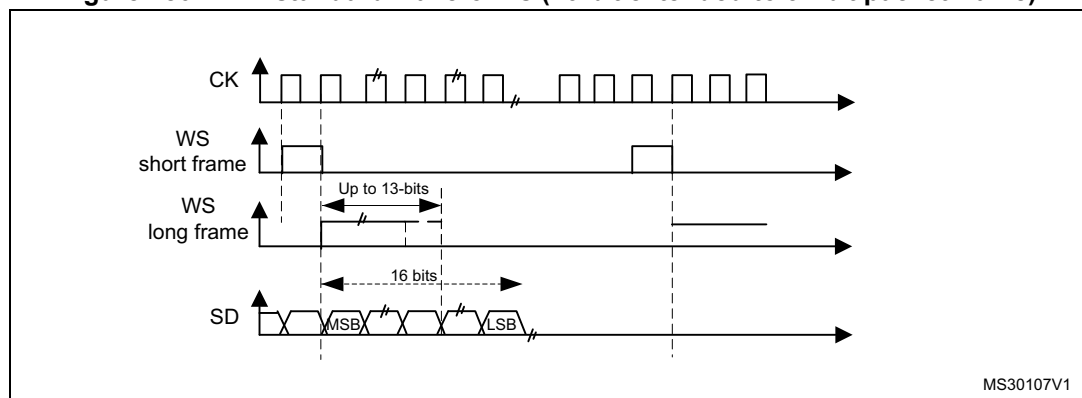 CK
WS
short frame
Up to 13-bits
WS
long frame
16 bits
SD
MSB
LSB
MS30107V1